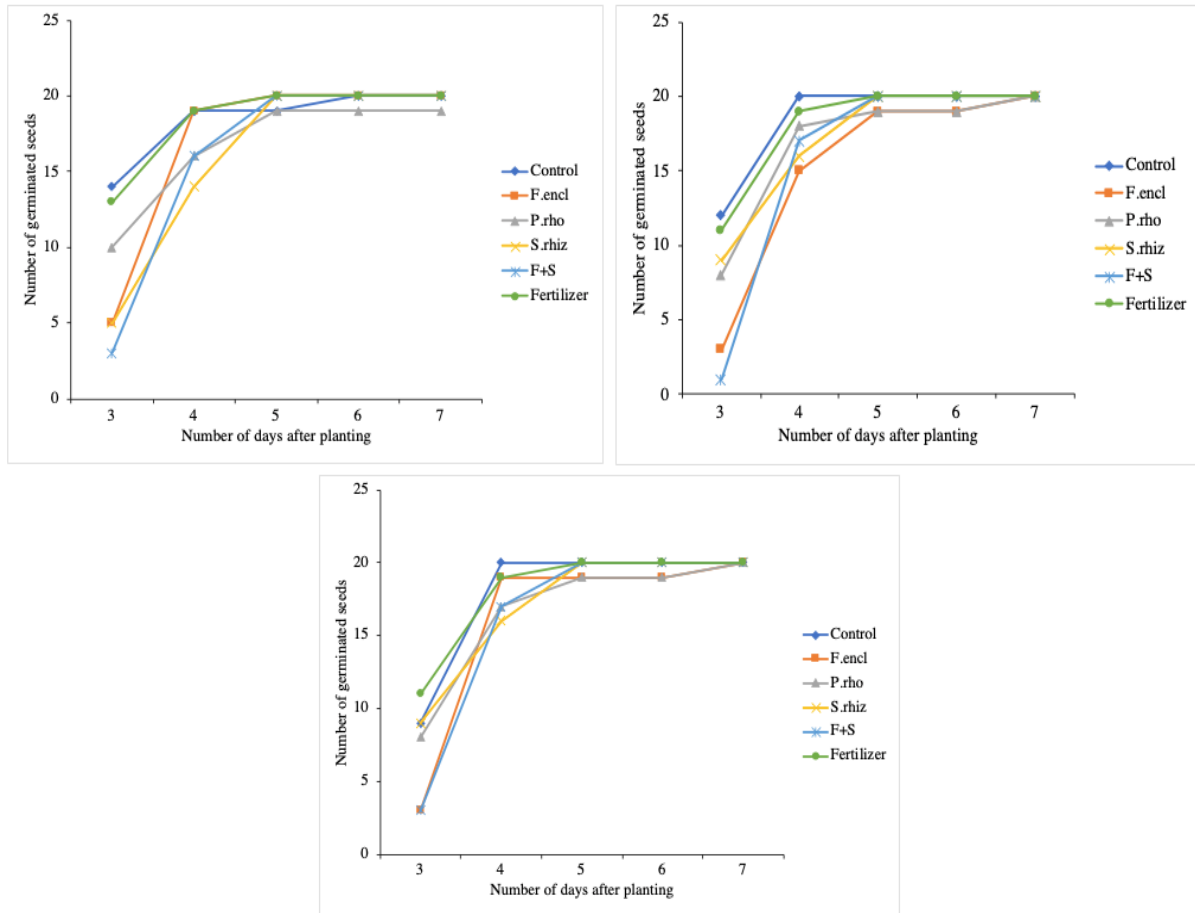 25
20
15
10
5
0
Number of germinated seeds
3 4 5 6 7
Number of days after planting
Control
F.encl
P.rho
S.rhiz
F+S
Fertilizer
25
20
15
10
5
0
Number of germinated seeds
3 4 5 6 7
Number of days after planting
Control
F.encl
P.rho
S.rhiz
F+S
Fertilizer
25
20
15
10
5
0
Number of germinated seeds
3 4 5 6 7
Number of days after planting
Control
F.encl
P.rho
S.rhiz
F+S
Fertilizer